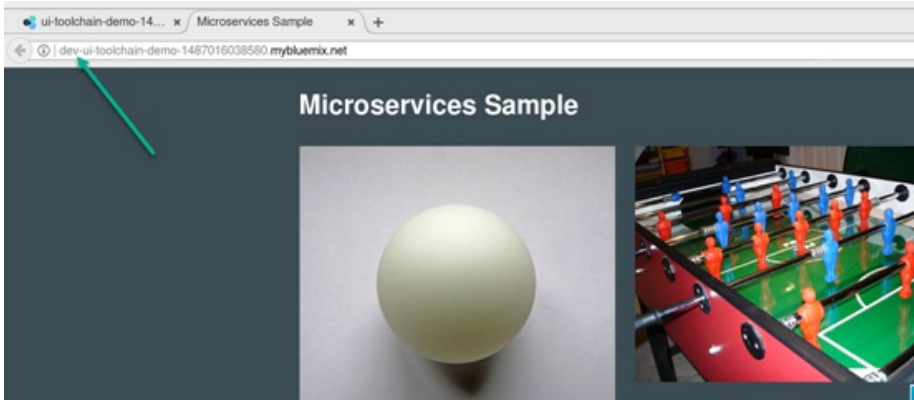 ui-toolchain-demo-14...
Microservices Sample
dev-ui-toolchain-demo-1487016038580.mybluemix.net
Microservices Sample